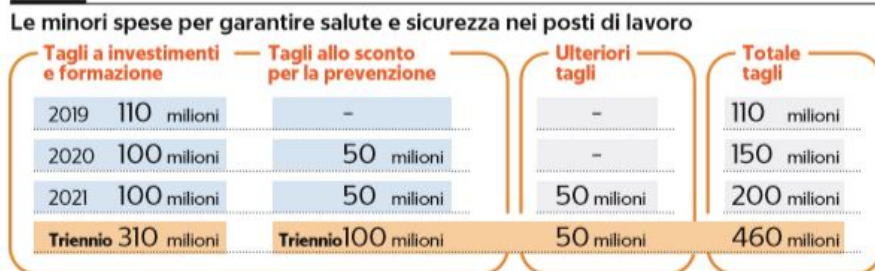 Le minori spese per garantire salute e sicurezza nei posti di lavoro
Tagli a investimenti e formazione
Tagli allo sconto per la prevenzione
Ulteriori tagli
Totale tagli
2019 110 milioni - - 110 milioni
2020 100 milioni 50 milioni - 150 milioni
2021 100 milioni 50 milioni 50 milioni 200 milioni
Triennio 310 milioni Triennio 100 milioni 50 milioni 460 milioni